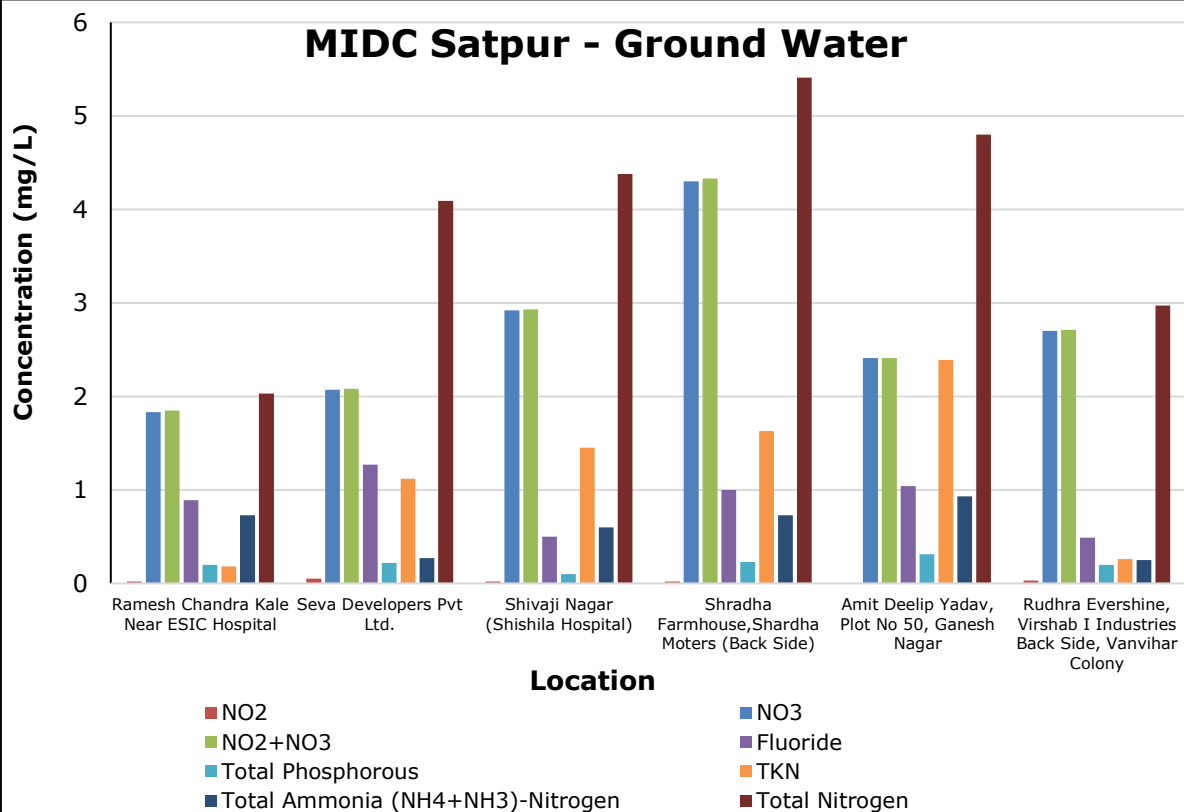 MIDC Satpur - Ground Water
Concentration (mg/L)
6
5
4
3
2
1
0
Ramesh Chandra Kale
Near ESIC Hospital
Seva Developers Pvt
Ltd.
Shivaji Nagar
(Shishila Hospital)
Shradha
Farmhouse,Shardha
Moters (Back Side)
Amit Deelip Yadav,
Plot No 50, Ganesh
Nagar
Rudhra Evershine,
Virshab I Industries
Back Side, Vanvihar
Colony
Location
NO2
NO3
NO2+NO3
Fluoride
Total Phosphorous
TKN
Total Ammonia (NH4+NH3)-Nitrogen
Total Nitrogen